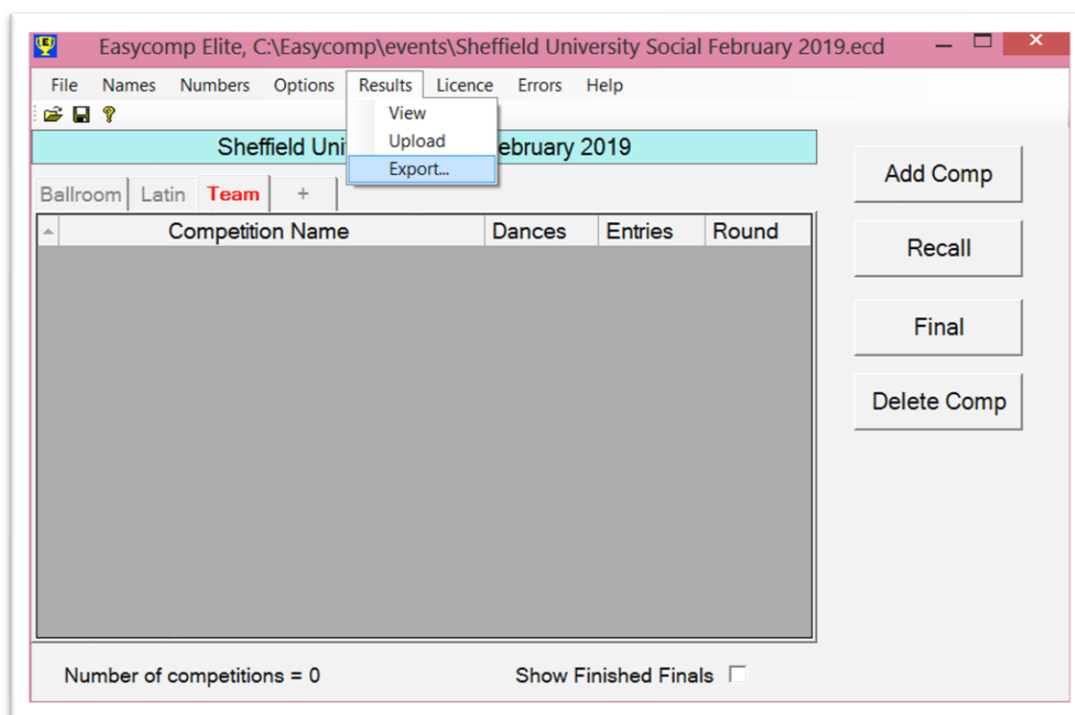 Easycomp Elite, C:\Easycomp\events\Sheffield University Social February 2019.ecd
File Names Numbers Options Results Licence Errors Help
View
Upload
Export...
Sheffield Uni ebruary 2019
Ballroom Latin Team +
Competition Name Dances Entries Round
Add Comp
Recall
Final
Delete Comp
Number of competitions = 0 Show Finished Finals